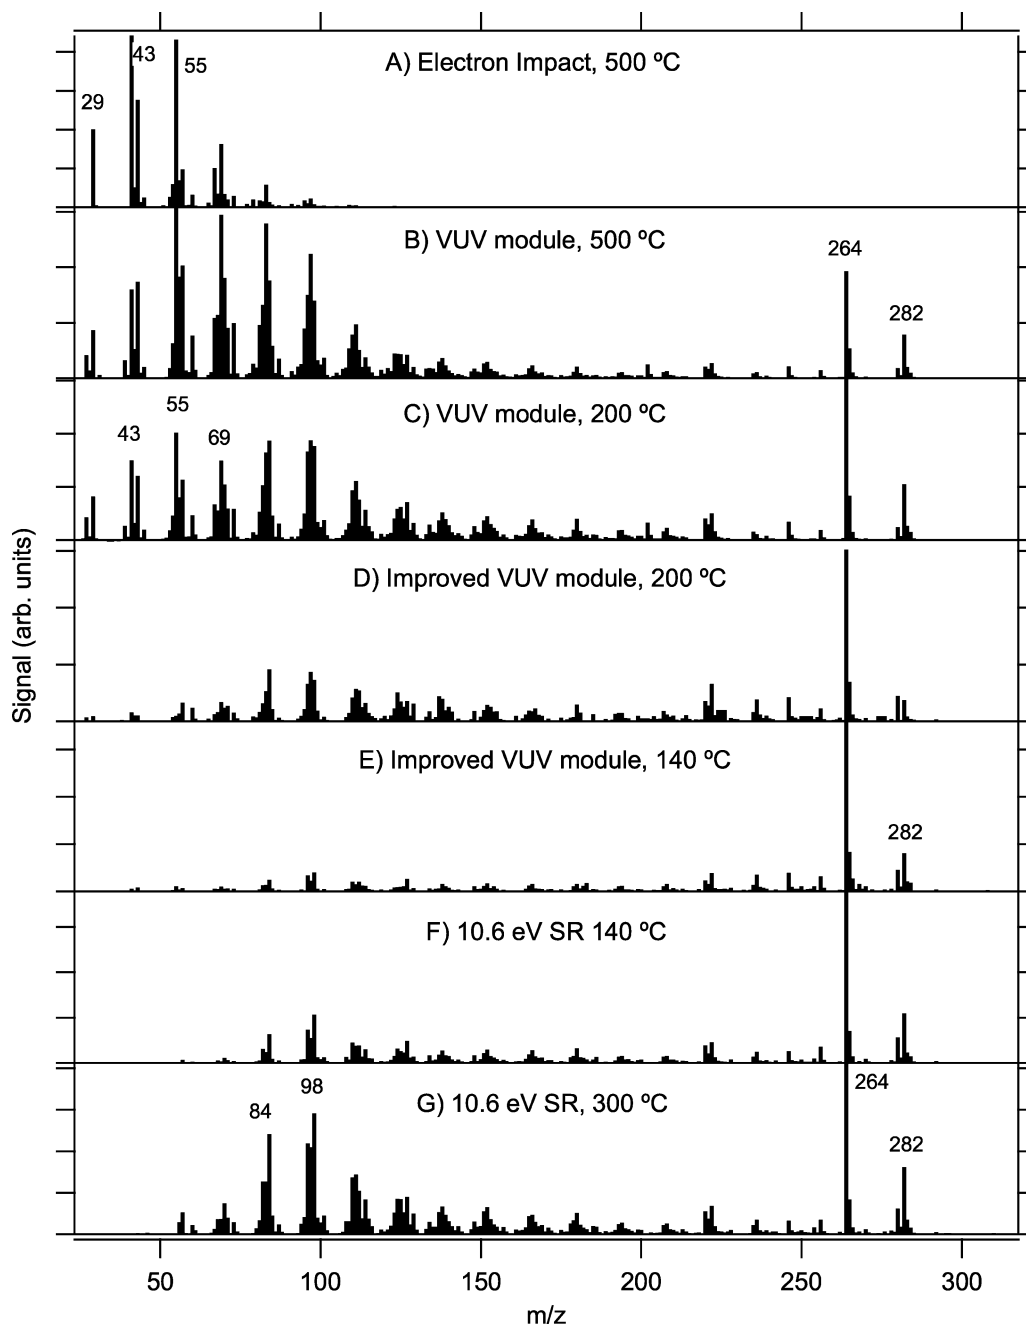 43
A) Electron Impact, 500 ºC
55
29
B) VUV module, 500 ºC
264
282
C) VUV module, 200 ºC
55
43
69
D) Improved VUV module, 200 ºC
Signal (arb. units)
E) Improved VUV module, 140 ºC
282
F) 10.6 eV SR 140 ºC
98
264
84
G) 10.6 eV SR, 300 ºC
282
50
100
150
200
250
300
m/z